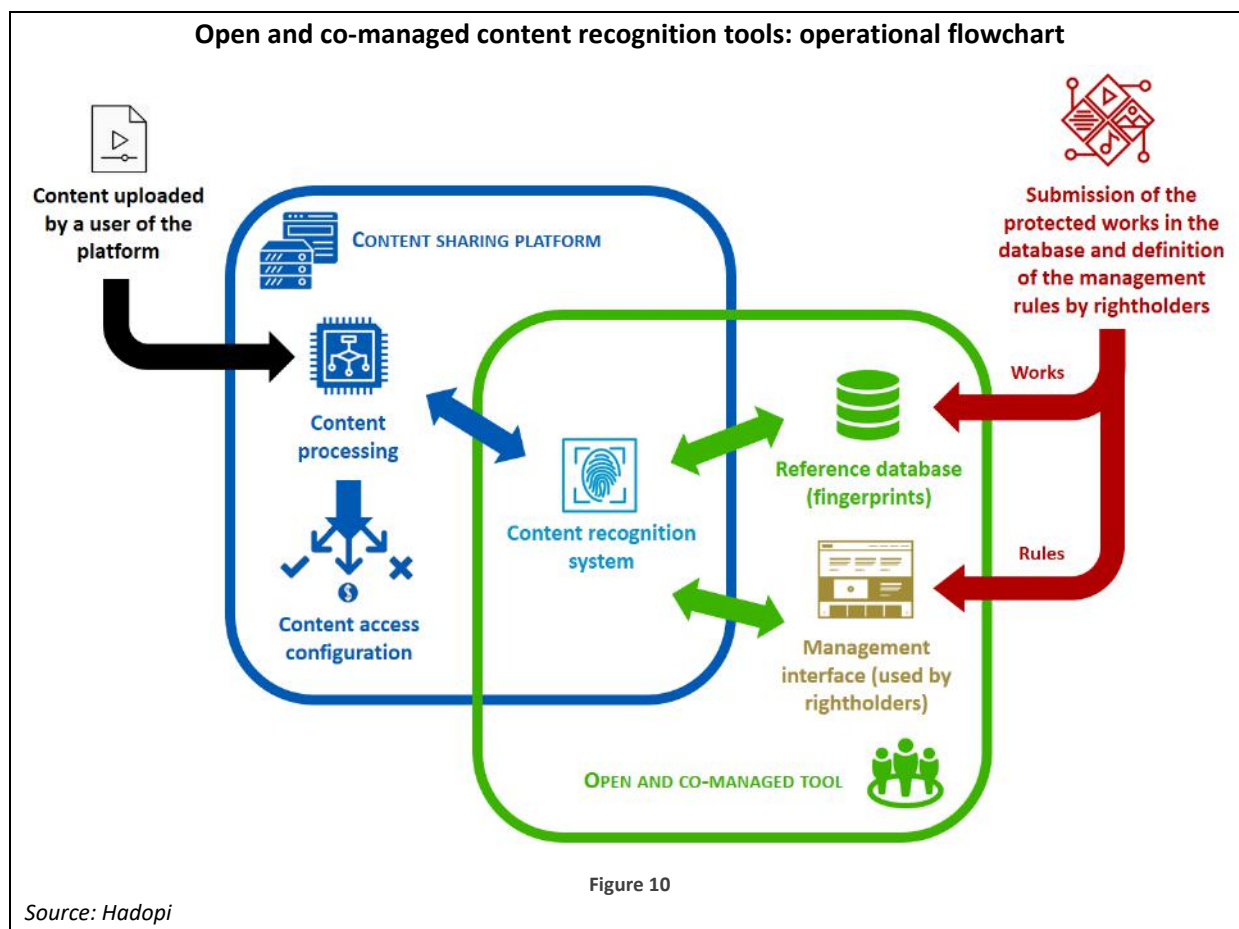 Open and co-managed content recognition tools: operational flowchart
Content uploaded
by a user of the
platform
CONTENT SHARING PLATFORM
Submission of the
protected works in the
database and definition
of the management
rules by rightholders
Works
Content
processing
Reference database
(fingerprints)
Content recognition
system
Rules
$
Content access
configuration
Management
interface (used by
rightholders)
OPEN AND CO-MANAGED TOOL
Figure 10
Source: Hadopi